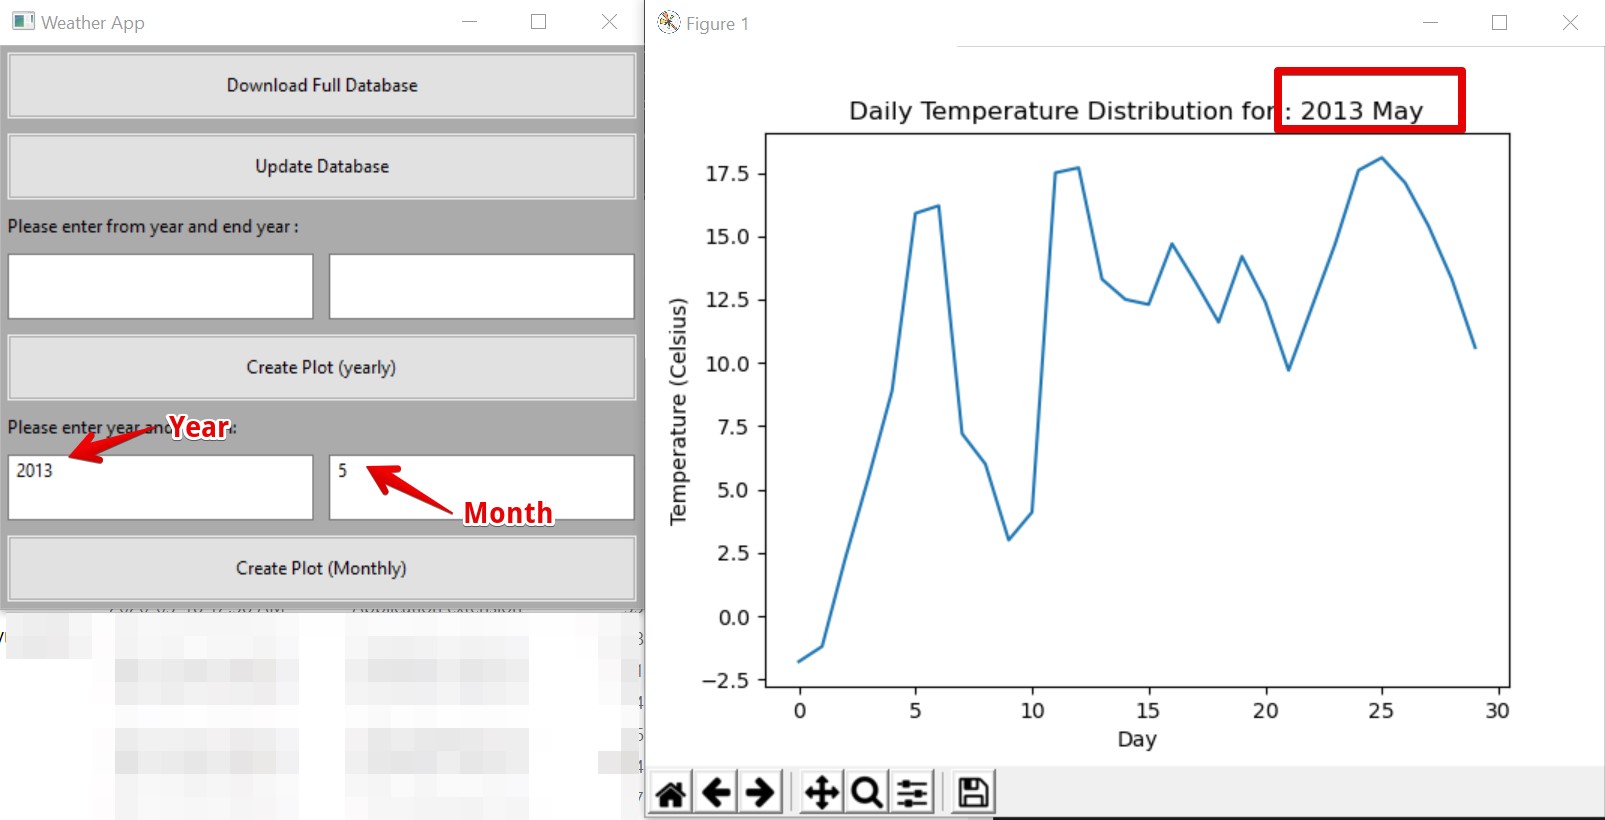 Weather App
Download Full Database
Update Database
Please enter from year and end year :
Create Plot (yearly)
Please enter year and
Year
2013
5
Month
Create Plot (Monthly)
Figure 1
Daily Temperature Distribution for : 2013 May
Temperature (Celsius)
17.5
15.0
12.5
10.0
7.5
5.0
2.5
0.0
−2.5
0 5 10 15 20 25 30
Day